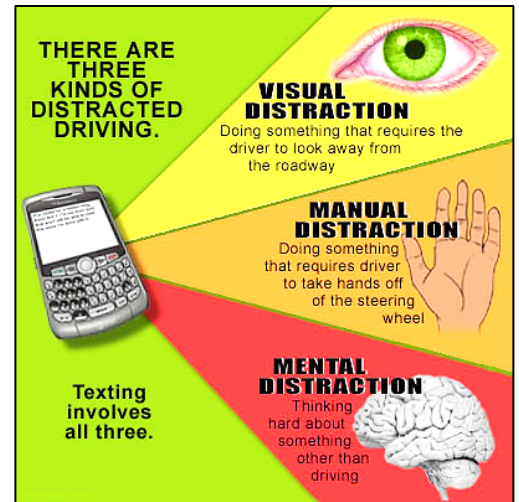 THERE ARE
THREE
KINDS OF
DISTRACTED
DRIVING.
VISUAL
DISTRACTION
Doing something that requires the
driver to look away from
the roadway
MANUAL
DISTRACTION
Doing something
that requires driver
to take hands off
of the steering
wheel
MENTAL
DISTRACTION
Thinking
hard about
something
other than
driving
Texting
involves
all three.